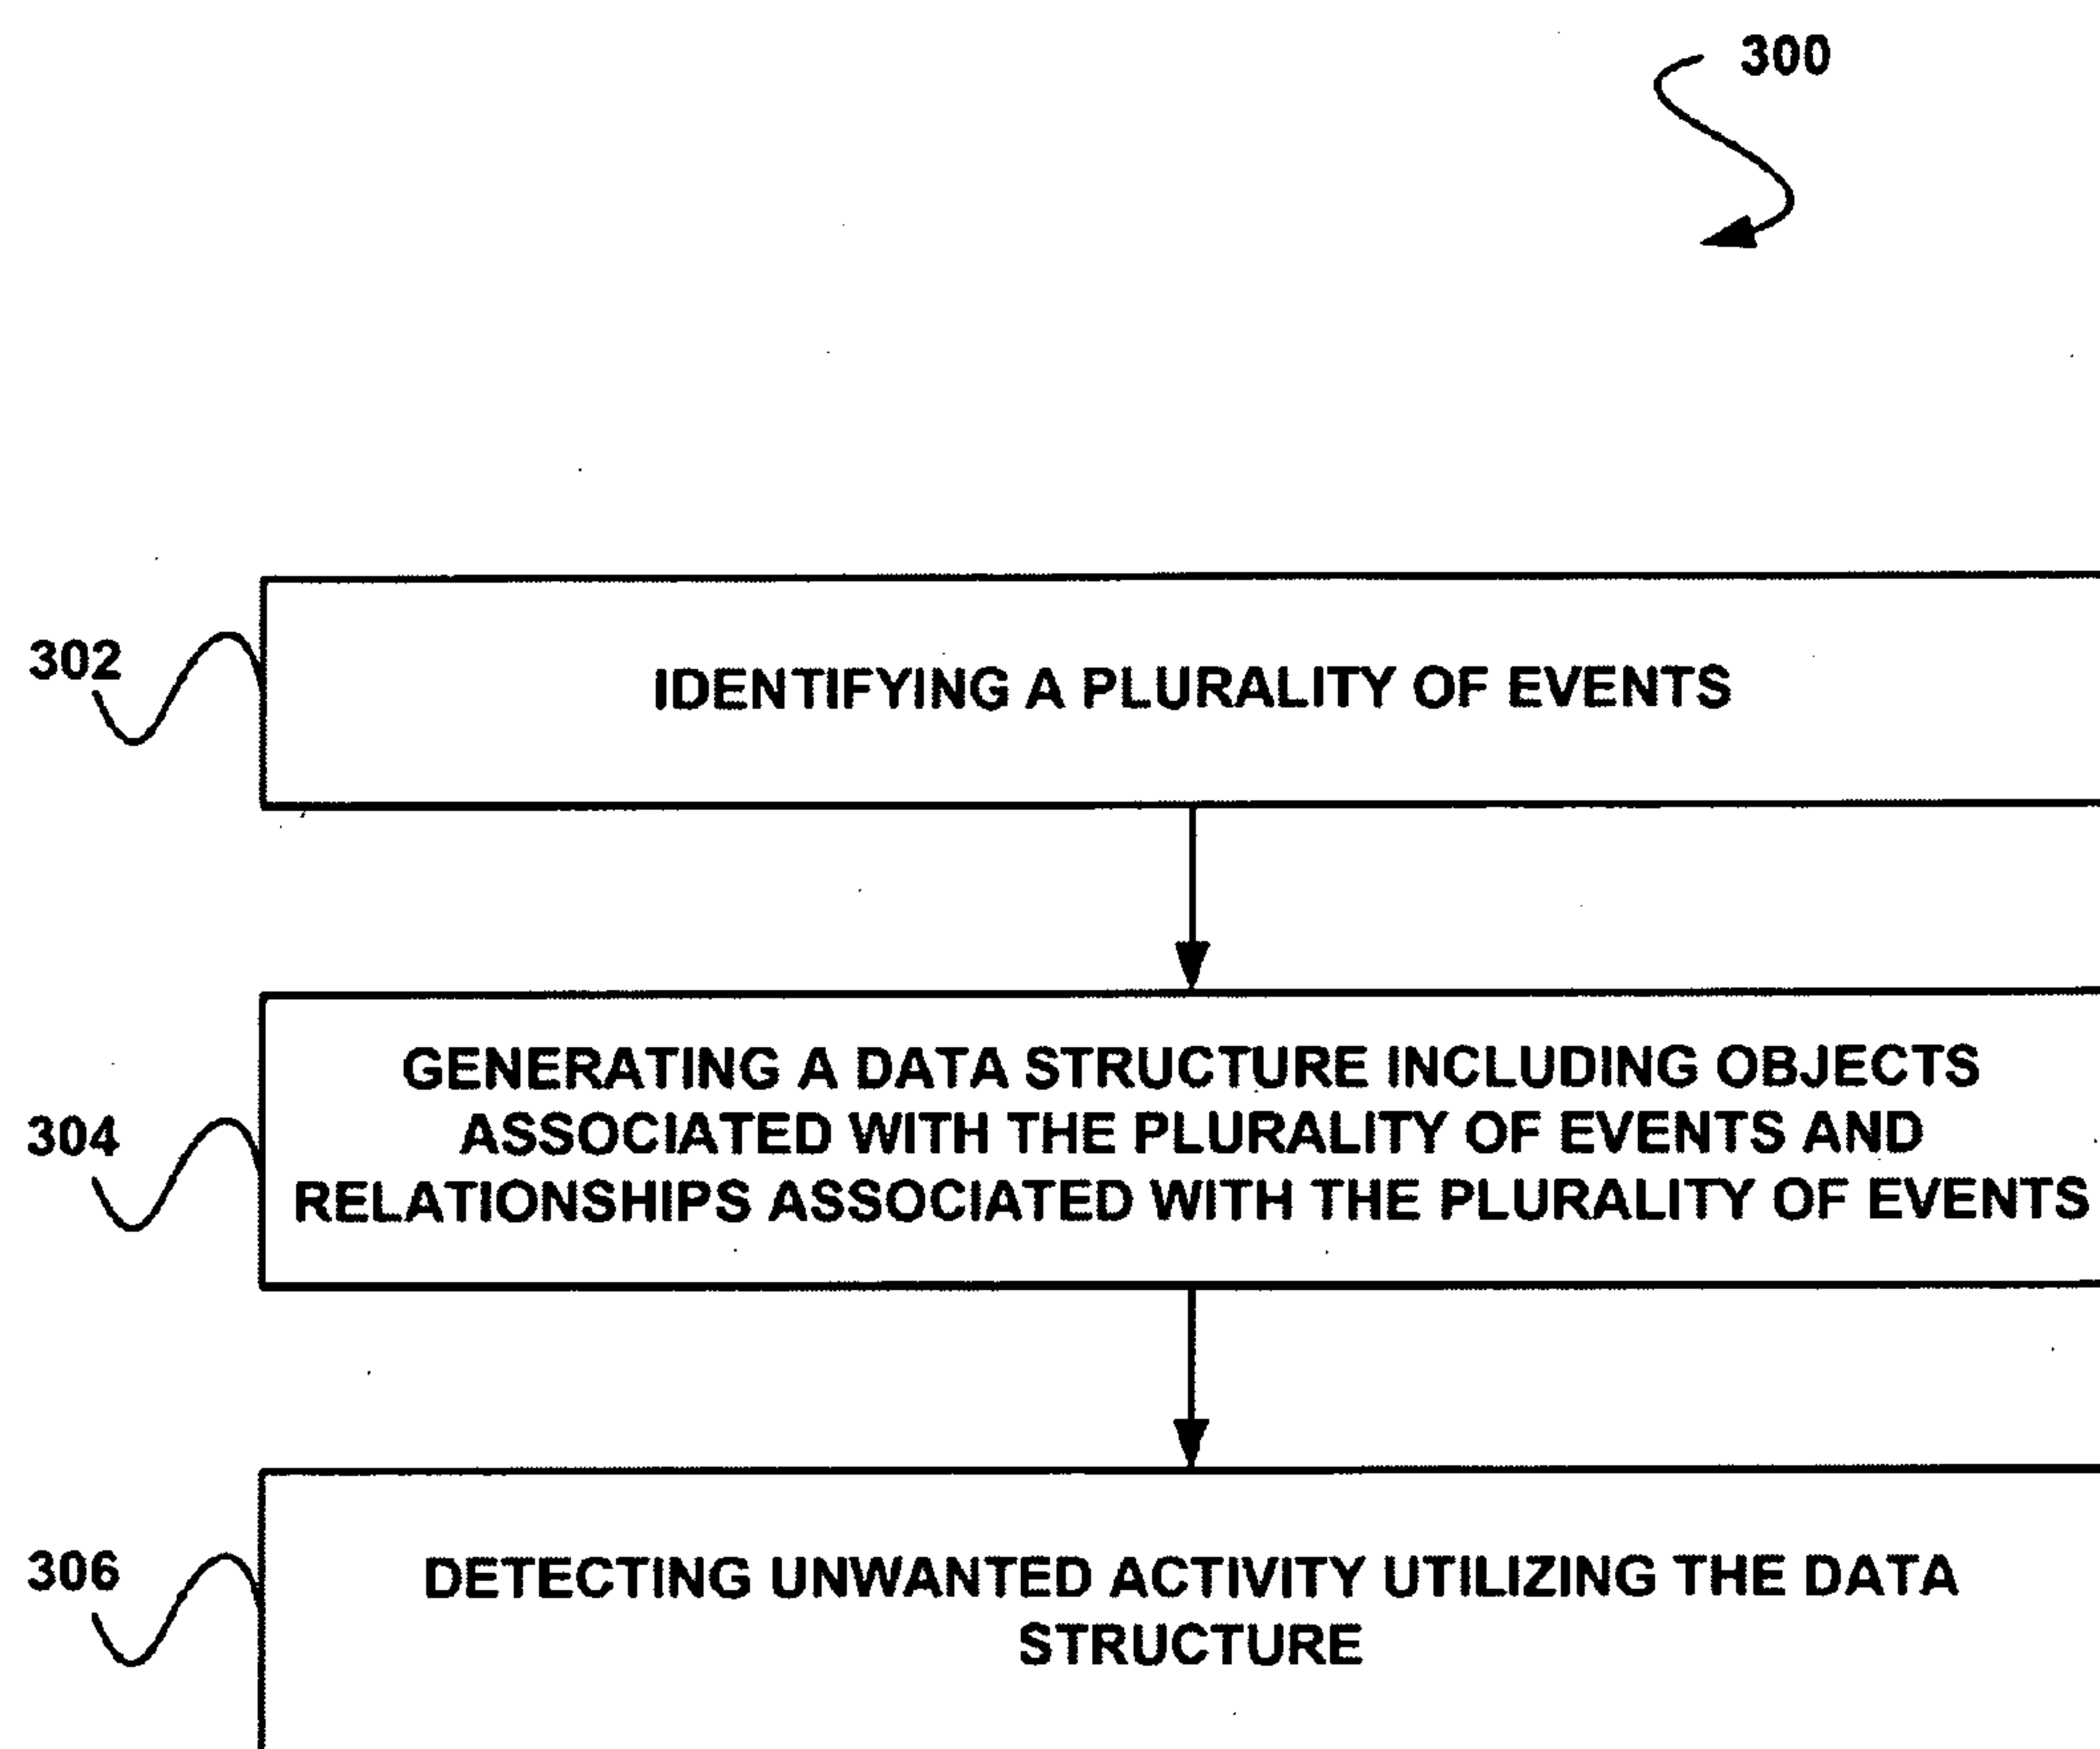 300
302
IDENTIFYING A PLURALITY OF EVENTS
304
GENERATING A DATA STRUCTURE INCLUDING OBJECTS
ASSOCIATED WITH THE PLURALITY OF EVENTS AND
RELATIONSHIPS ASSOCIATED WITH THE PLURALITY OF EVENTS
306
DETECTING UNWANTED ACTIVITY UTILIZING THE DATA
STRUCTURE